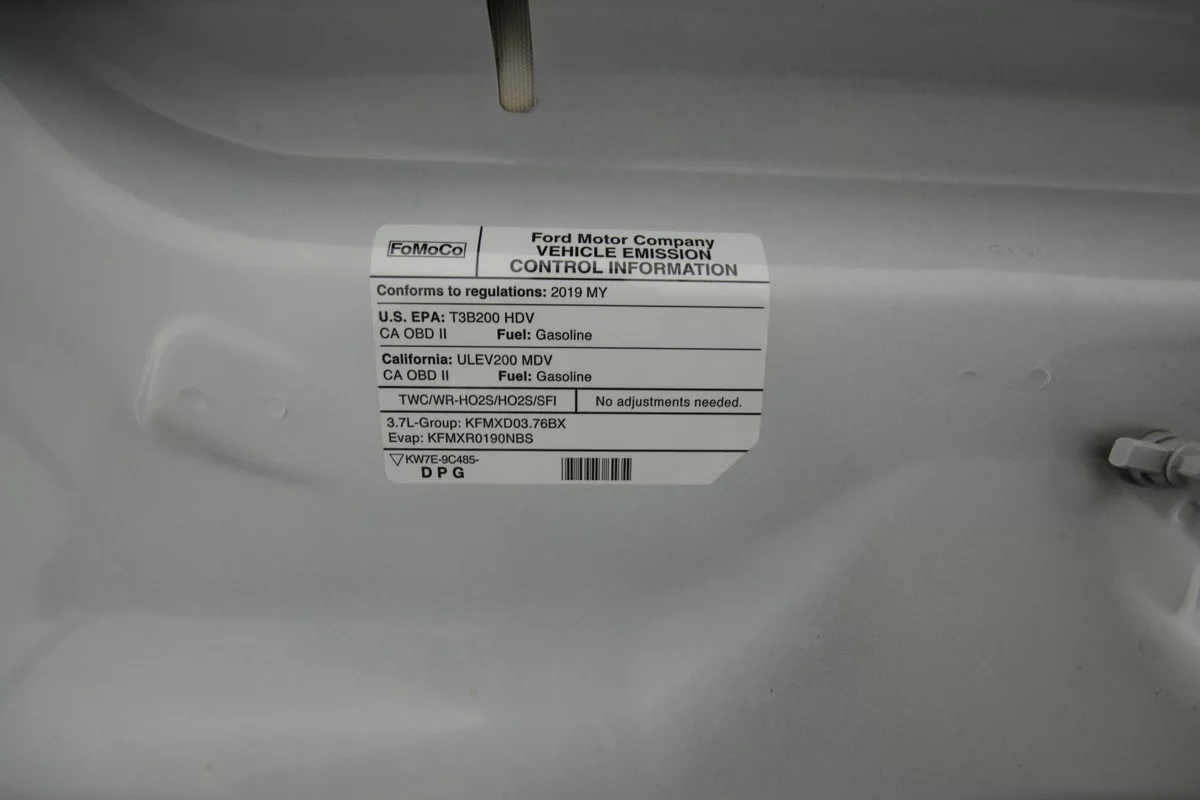 FoMoCo
Ford Motor Company
VEHICLE EMISSION
CONTROL INFORMATION
Conforms to regulations: 2019 MY
U.S. EPA: T3B200 HDV
CA OBD II Fuel: Gasoline
California: ULEV200 MDV
CA OBD II Fuel: Gasoline
TWC/WR-HO2S/HO2S/SFI No adjustments needed.
3.7L-Group: KFMXD03.76BX
Evap: KFMXR0190NBS
KW7E-9C485-
D P G